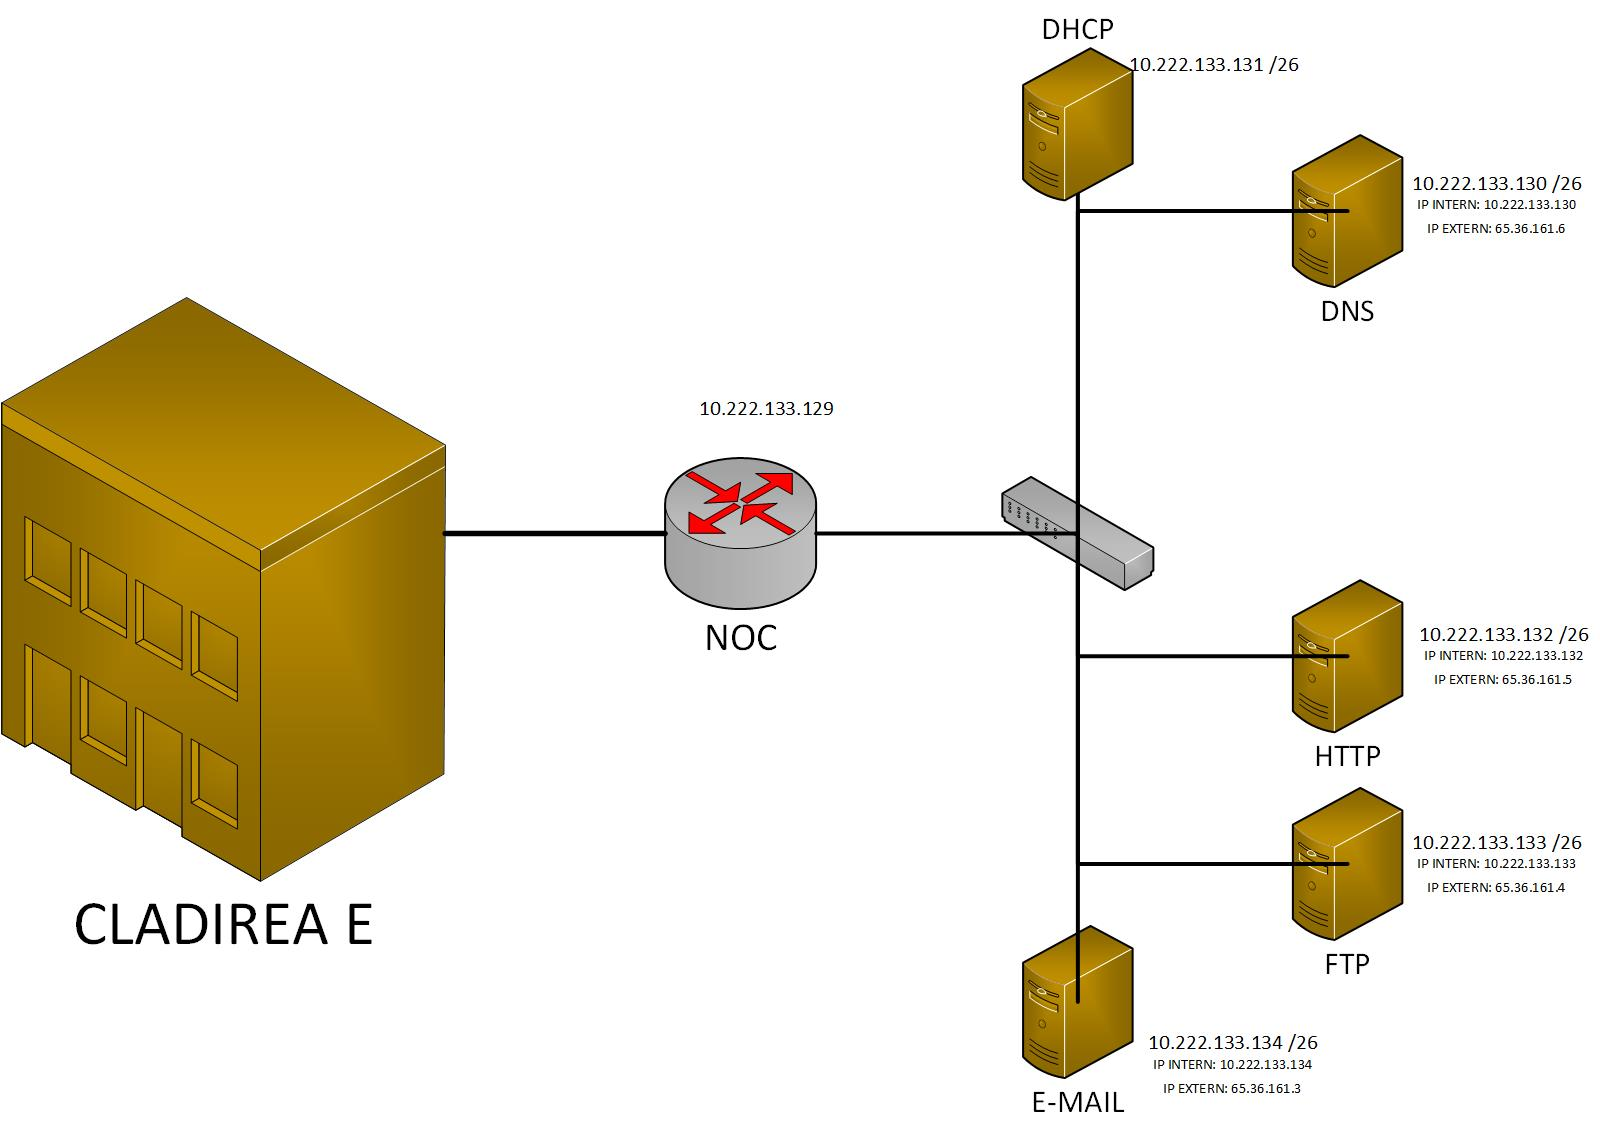 DHCP
10.222.133.131 /26
10.222.133.130 /26
IP INTERN: 10.222.133.130
IP EXTERN: 65.36.161.6
DNS
10.222.133.129
NOC
10.222.133.132 /26
IP INTERN: 10.222.133.132
IP EXTERN: 65.36.161.5
HTTP
10.222.133.133 /26
IP INTERN: 10.222.133.133
IP EXTERN: 65.36.161.4
FTP
CLADIREA E
10.222.133.134 /26
IP INTERN: 10.222.133.134
IP EXTERN: 65.36.161.3
E-MAIL